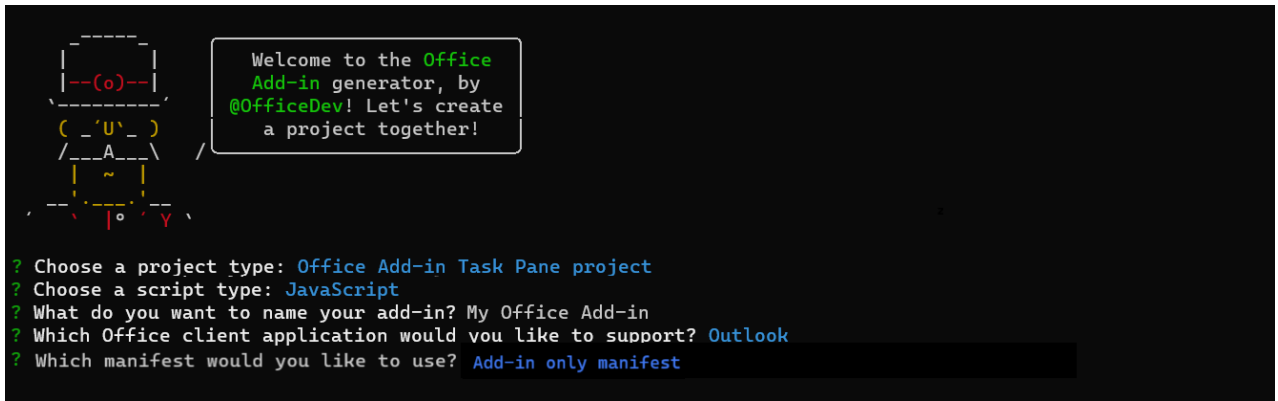 Welcome to the Office
Add-in generator, by
@OfficeDev! Let's create
a project together!
? Choose a project type: Office Add-in Task Pane project
? Choose a script type: JavaScript
? What do you want to name your add-in? My Office Add-in
? Which Office client application would you like to support? Outlook
? Which manifest would you like to use? Add-in only manifest